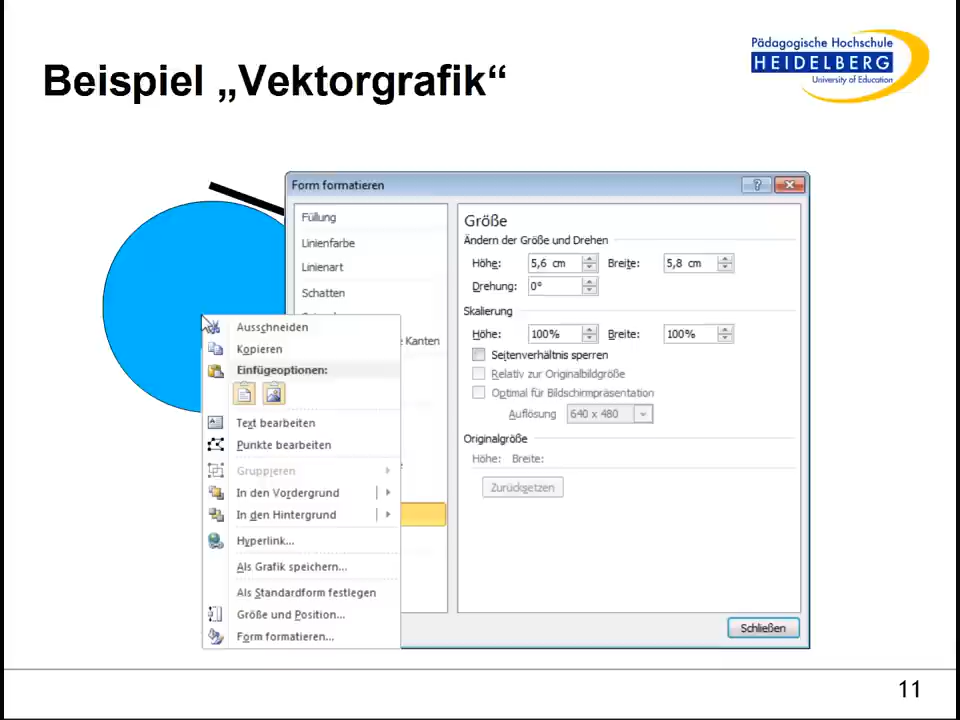 Beispiel „Vektorgrafik“
Pädagogische Hochschule
HEIDELBERG
University of Education
Form formatieren
Füllung
Linienfarbe
Linienart
Schatten
e Kanten
Ausschneiden
Kopieren
Einfügeoptionen:
Text bearbeiten
Punkte bearbeiten
Gruppieren
In den Vordergrund
In den Hintergrund
Hyperlink...
Als Grafik speichern...
Als Standardform festlegen
Größe und Position...
Form formatieren...
Größe
Ändern der Größe und Drehen
Höhe: 5,6 cm Breite: 5,8 cm
Drehung: 0°
Skalierung
Höhe: 100% Breite: 100%
Seitenverhältnis sperren
Relativ zur Originalbildgröße
Optimal für Bildschirmpräsentation
Auflösung 640 x 480
Originalgröße
Höhe: Breite:
Zurücksetzen
Schließen
11